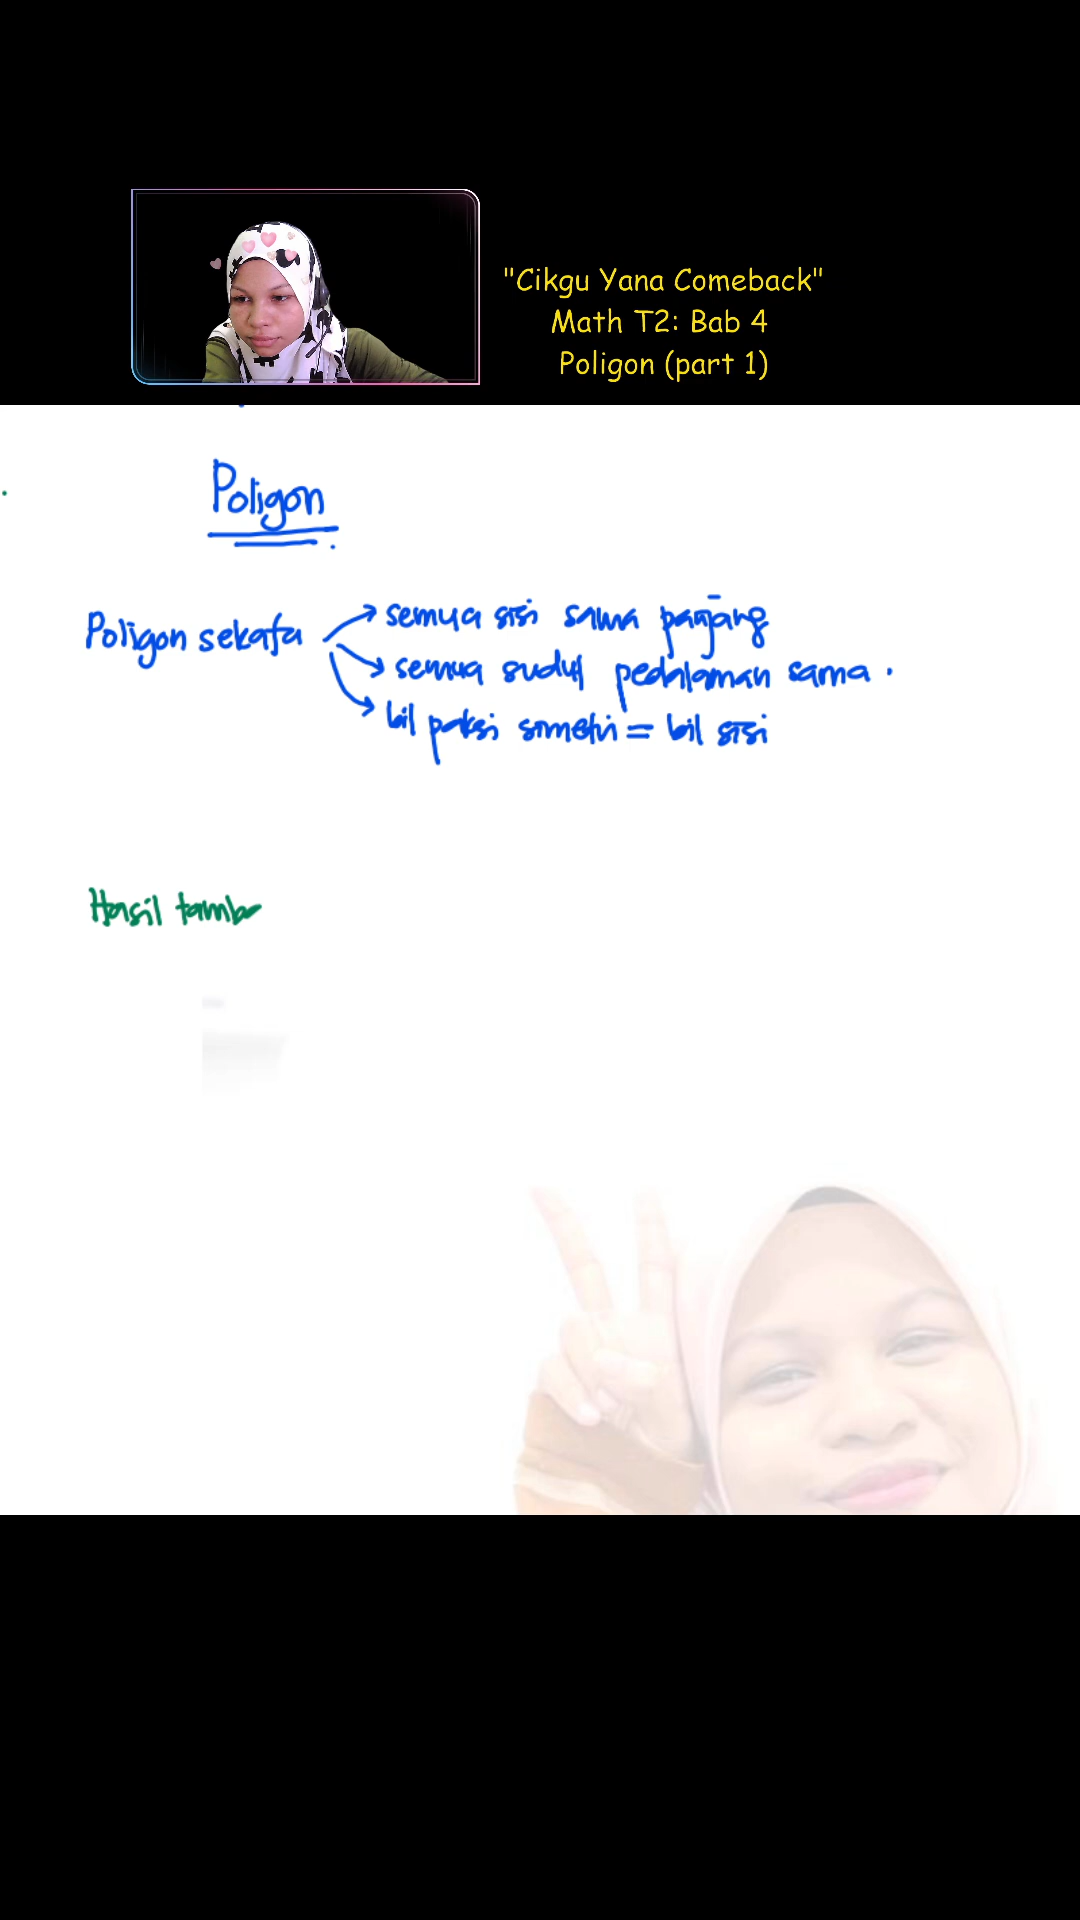 "Cikgu Yana Comeback"
Math T2: Bab 4
Poligon (part 1)
Poligon
Poligon sekata
semua sisi sama panjang
semua sudut pedalaman sama.
bil paksi simetri = bil sisi
Hasil tamba